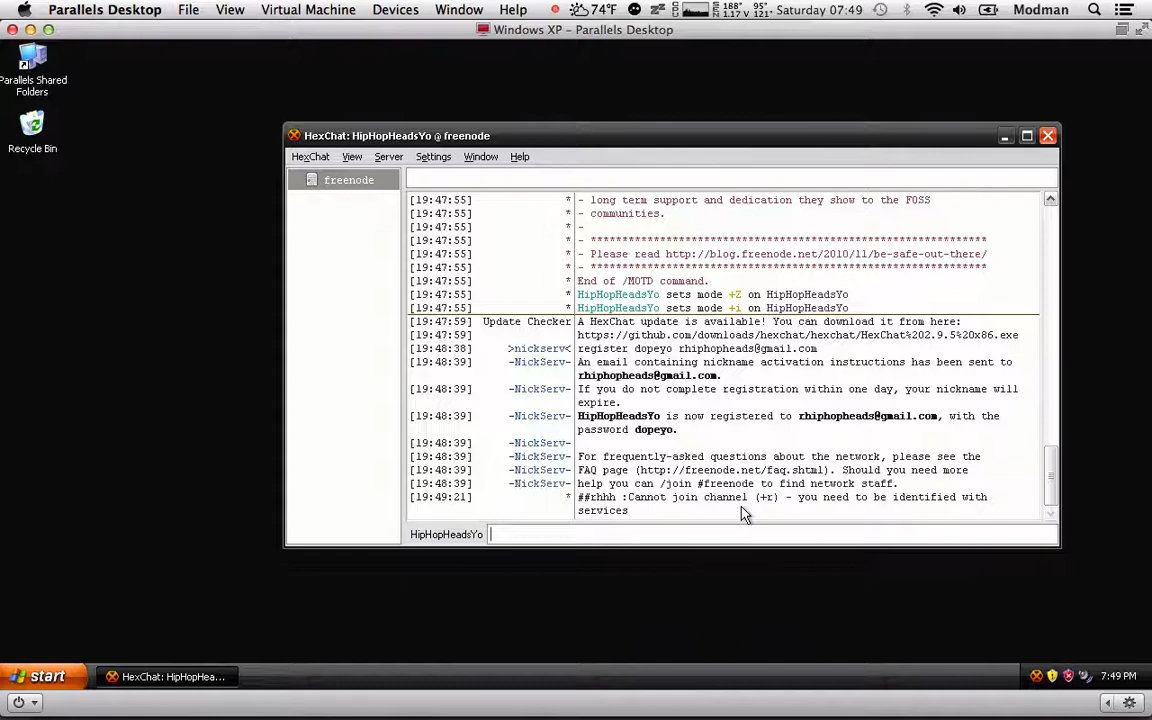 Parallels Desktop File View Virtual Machine Devices Window Help 74°F 188° 1.17 V 95° 121 Saturday 07:49 Modman
Windows XP - Parallels Desktop
Parallels Shared
Folders
Recycle Bin
HexChat: HipHopHeadsYo @ freenode
HexChat View Server Settings Window Help
freenode
[19:47:55] * - long term support and dedication they show to the FOSS
[19:47:55] * - communities.
[19:47:55] * -
[19:47:55] * - **************************************************************
[19:47:55] * - Please read http://blog.freenode.net/2010/11/be-safe-out-there/
[19:47:55] * - **************************************************************
[19:47:55] * End of /MOTD command.
[19:47:55] * HipHopHeadsYo sets mode +Z on HipHopHeadsYo
[19:47:55] * HipHopHeadsYo sets mode +i on HipHopHeadsYo
[19:47:59] Update Checker A HexChat update is available! You can download it from here:
https://github.com/downloads/hexchat/hexchat/HexChat%202.9.5%20x86.exe
[19:48:38] >nickserv< register dopeyo rhiphopheads@gmail.com
[19:48:39] -NickServ- An email containing nickname activation instructions has been sent to
rhiphopheads@gmail.com.
[19:48:39] -NickServ- If you do not complete registration within one day, your nickname will
expire.
[19:48:39] -NickServ- HipHopHeadsYo is now registered to rhiphopheads@gmail.com, with the
password dopeyo.
[19:48:39] -NickServ-
[19:48:39] -NickServ- For frequently-asked questions about the network, please see the
[19:48:39] -NickServ- FAQ page (http://freenode.net/faq.shtml). Should you need more
[19:48:39] -NickServ- help you can /join #freenode to find network staff.
[19:49:21] * ##rhhh :Cannot join channel (+r) - you need to be identified with
services
HipHopHeadsYo
start HexChat: HipHopHea... 7:49 PM